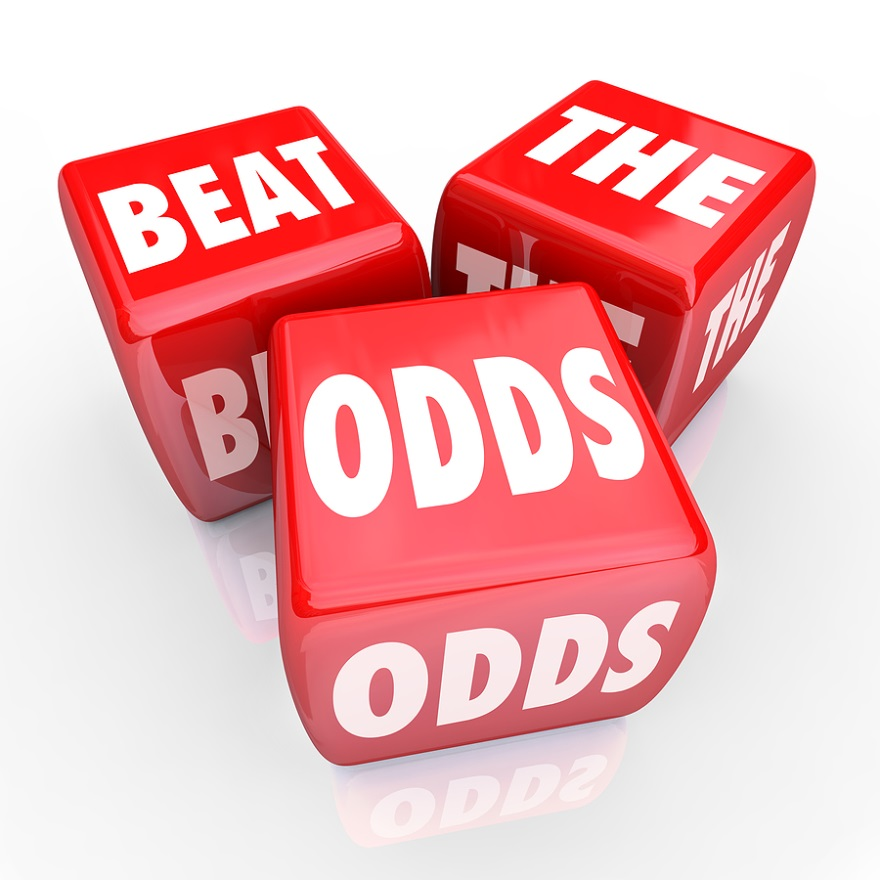 BEAT
THE
THE
ODDS
ODDS